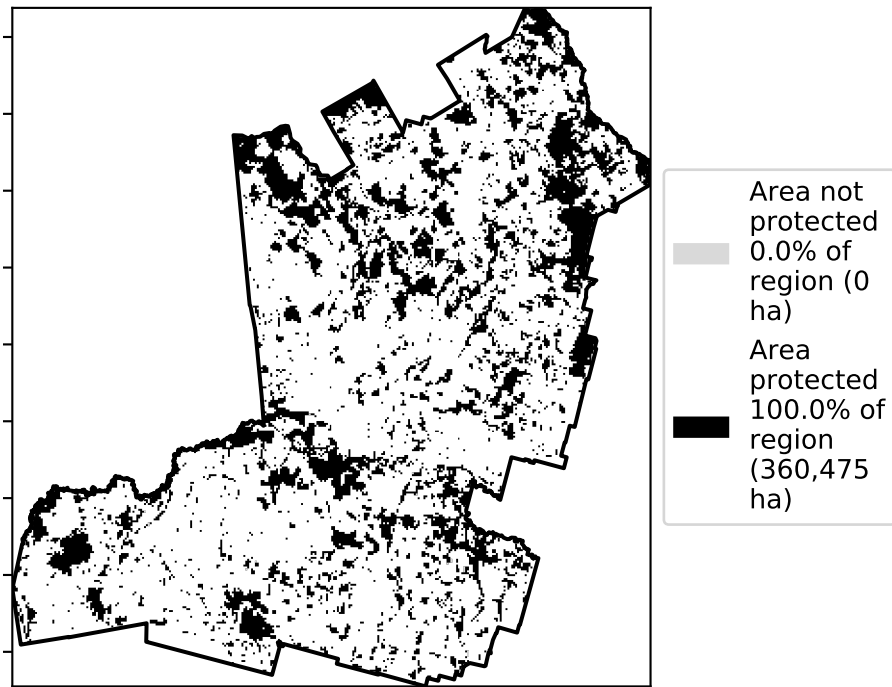 Area not
protected
0.0% of
region (0
ha)
Area
protected
100.0% of
region
(360,475
ha)